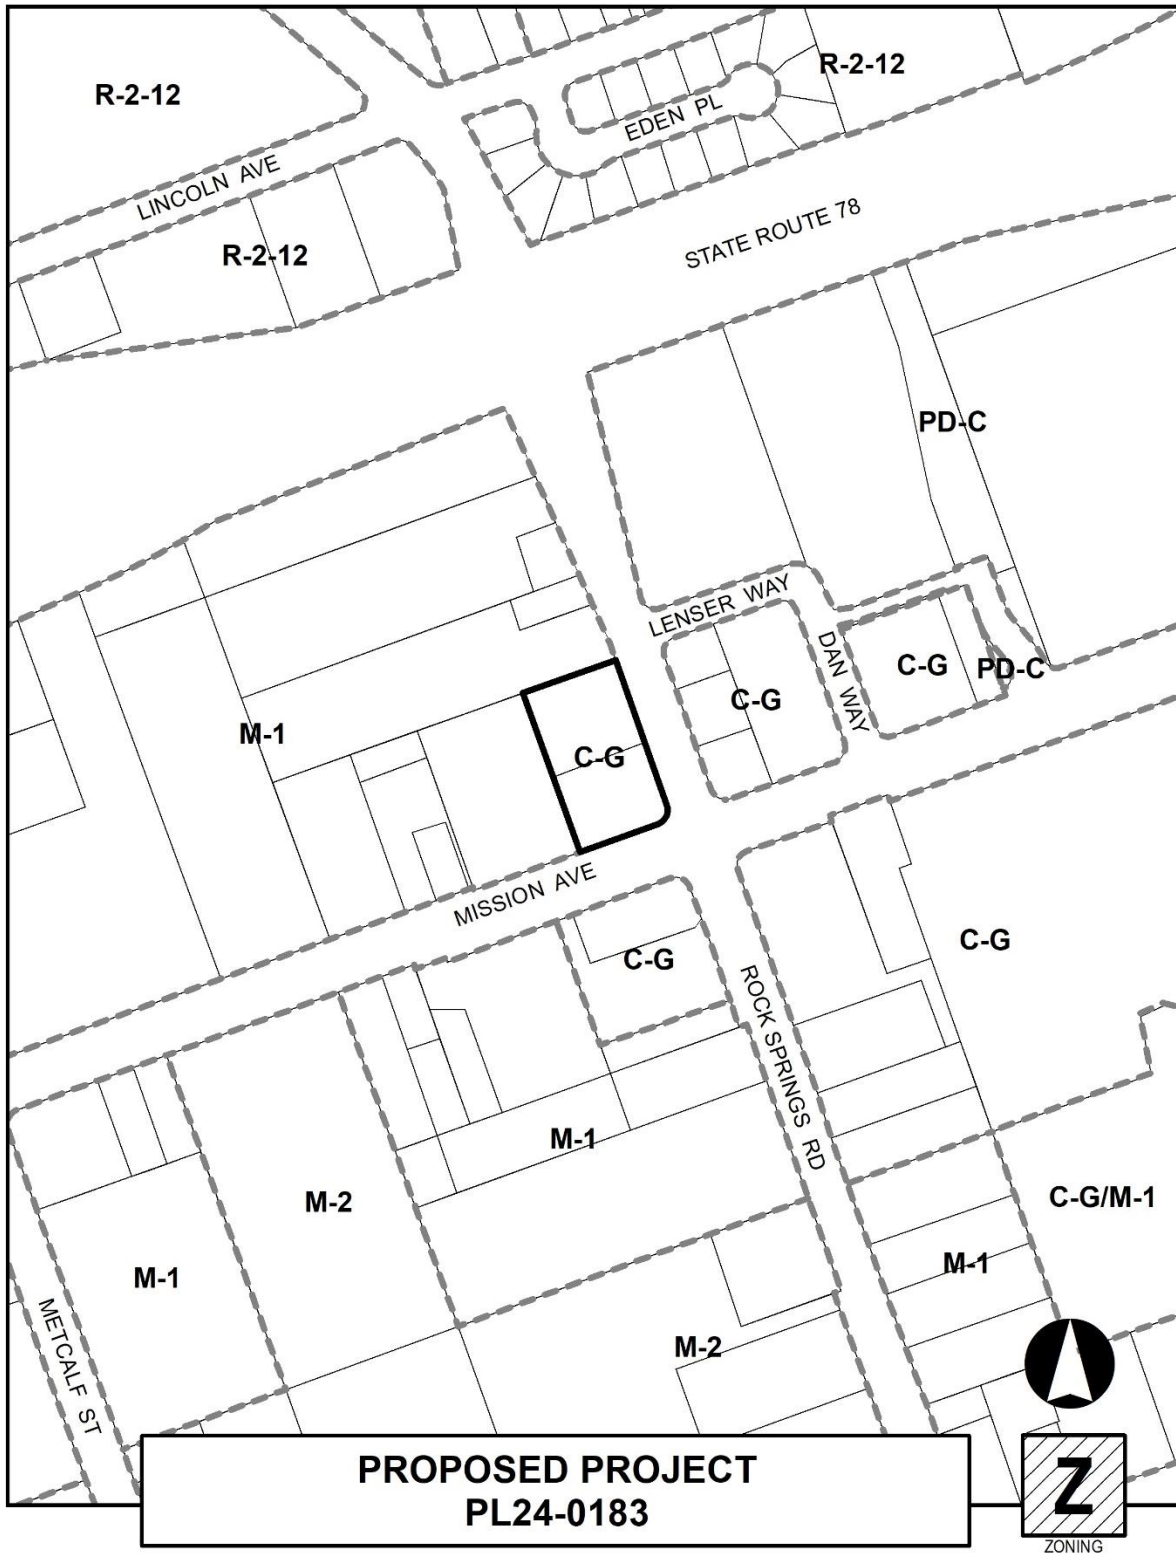 R-2-12
R-2-12
EDEN PL
LINCOLN AVE
R-2-12
STATE ROUTE 78
PD-C
LENSER WAY
DAN WAY
C-G
PD-C
C-G
M-1
C-G
MISSION AVE
C-G
C-G
ROCK SPRINGS RD
M-1
M-2
C-G/M-1
M-1
M-1
METCALF ST
M-2
PROPOSED PROJECT
PL24-0183
Z
ZONING